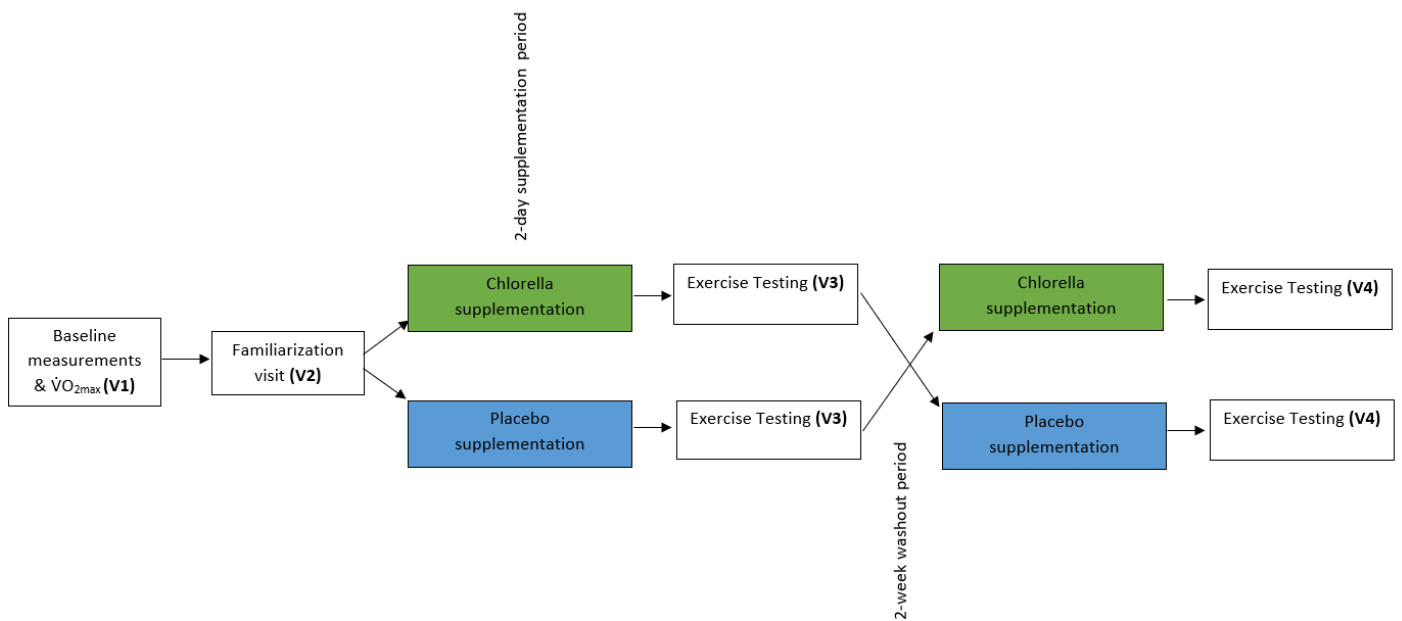 2-day supplementation period
Baseline
measurements
& V̇O₂max (V1)
Familiarization
visit (V2)
Chlorella
supplementation
Placebo
supplementation
Exercise Testing (V3)
Exercise Testing (V3)
2-week washout period
Chlorella
supplementation
Placebo
supplementation
Exercise Testing (V4)
Exercise Testing (V4)